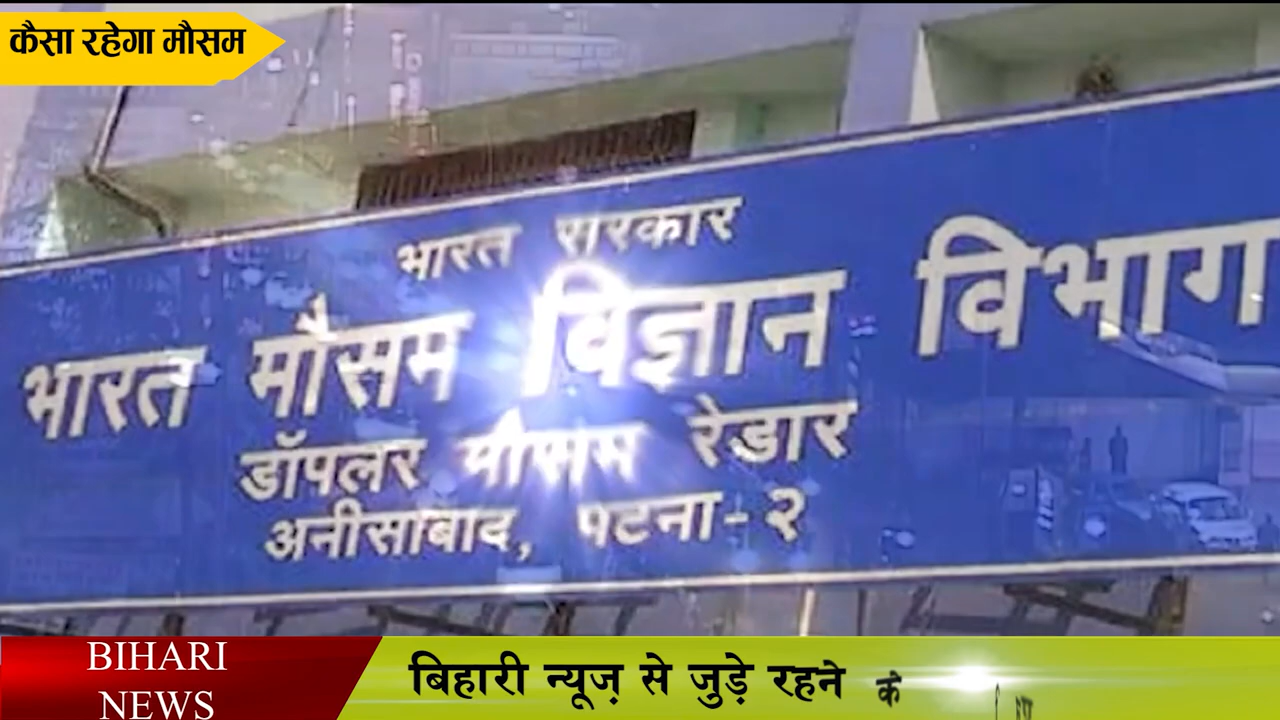 कैसा रहेगा मौसम
भारत सरकार
भारत मौसम विज्ञान विभाग
डॉपलर मौसम रेडार
अनीसाबाद, पटना-२
BIHARI
NEWS
बिहारी न्यूज़ से जुड़े रहने के